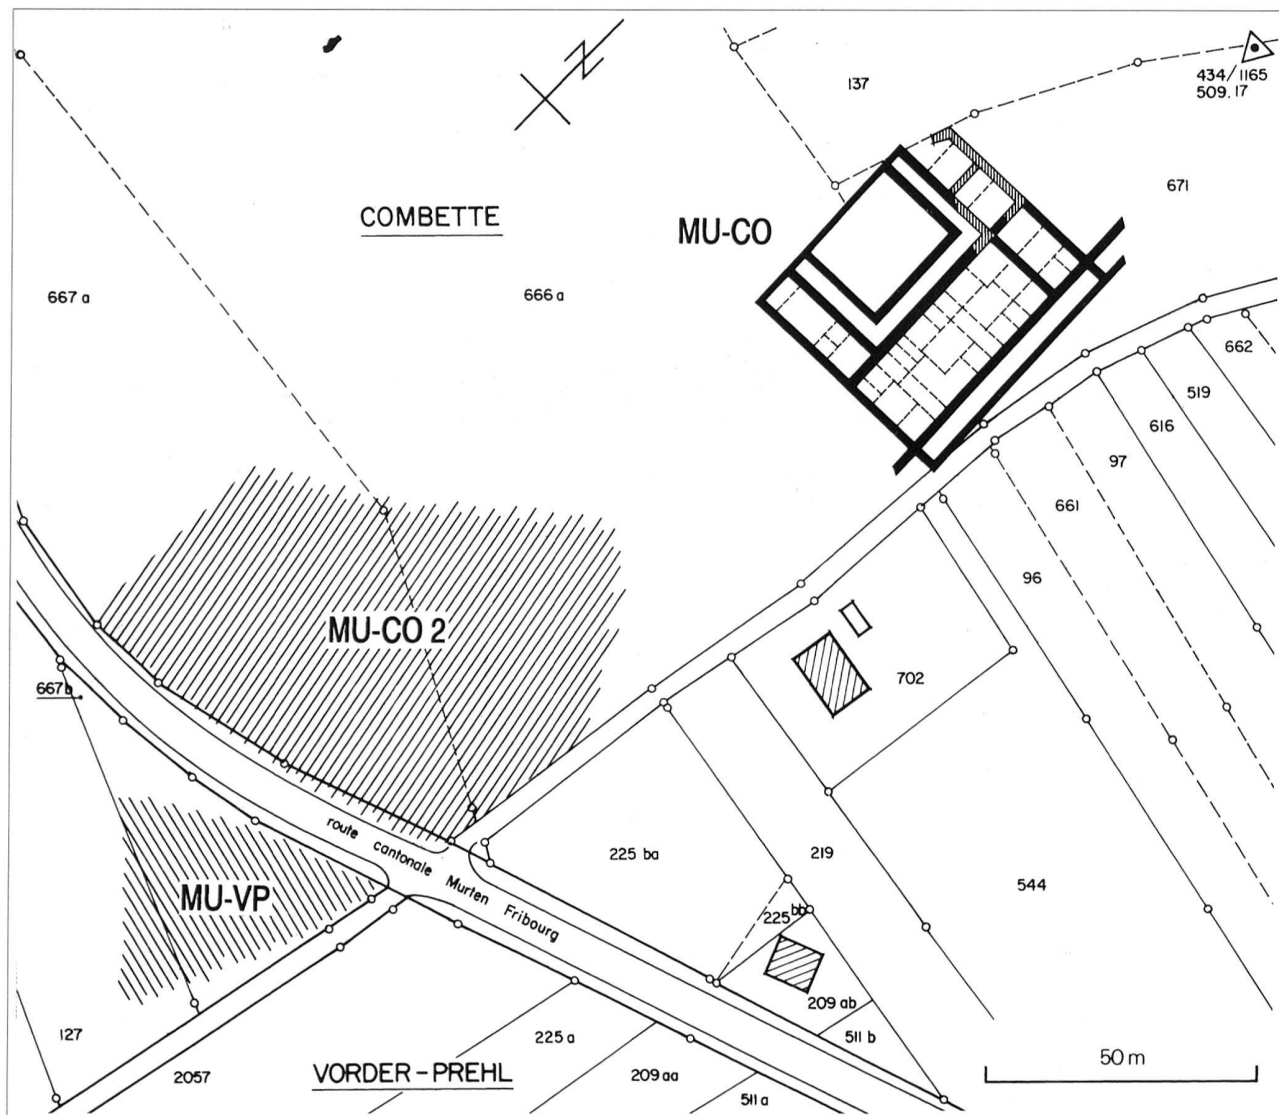 137
434/1165
509.17
671
COMBETTE
MU-CO
667 a
666 a
662
519
616
97
661
96
MU-CO 2
702
667b
route cantonale Murten Fribourg
225 ba
219
544
MU-VP
225 bb
209 ab
511 b
127
225 a
50 m
2057
VORDER-PREHL
209 aa
511 a